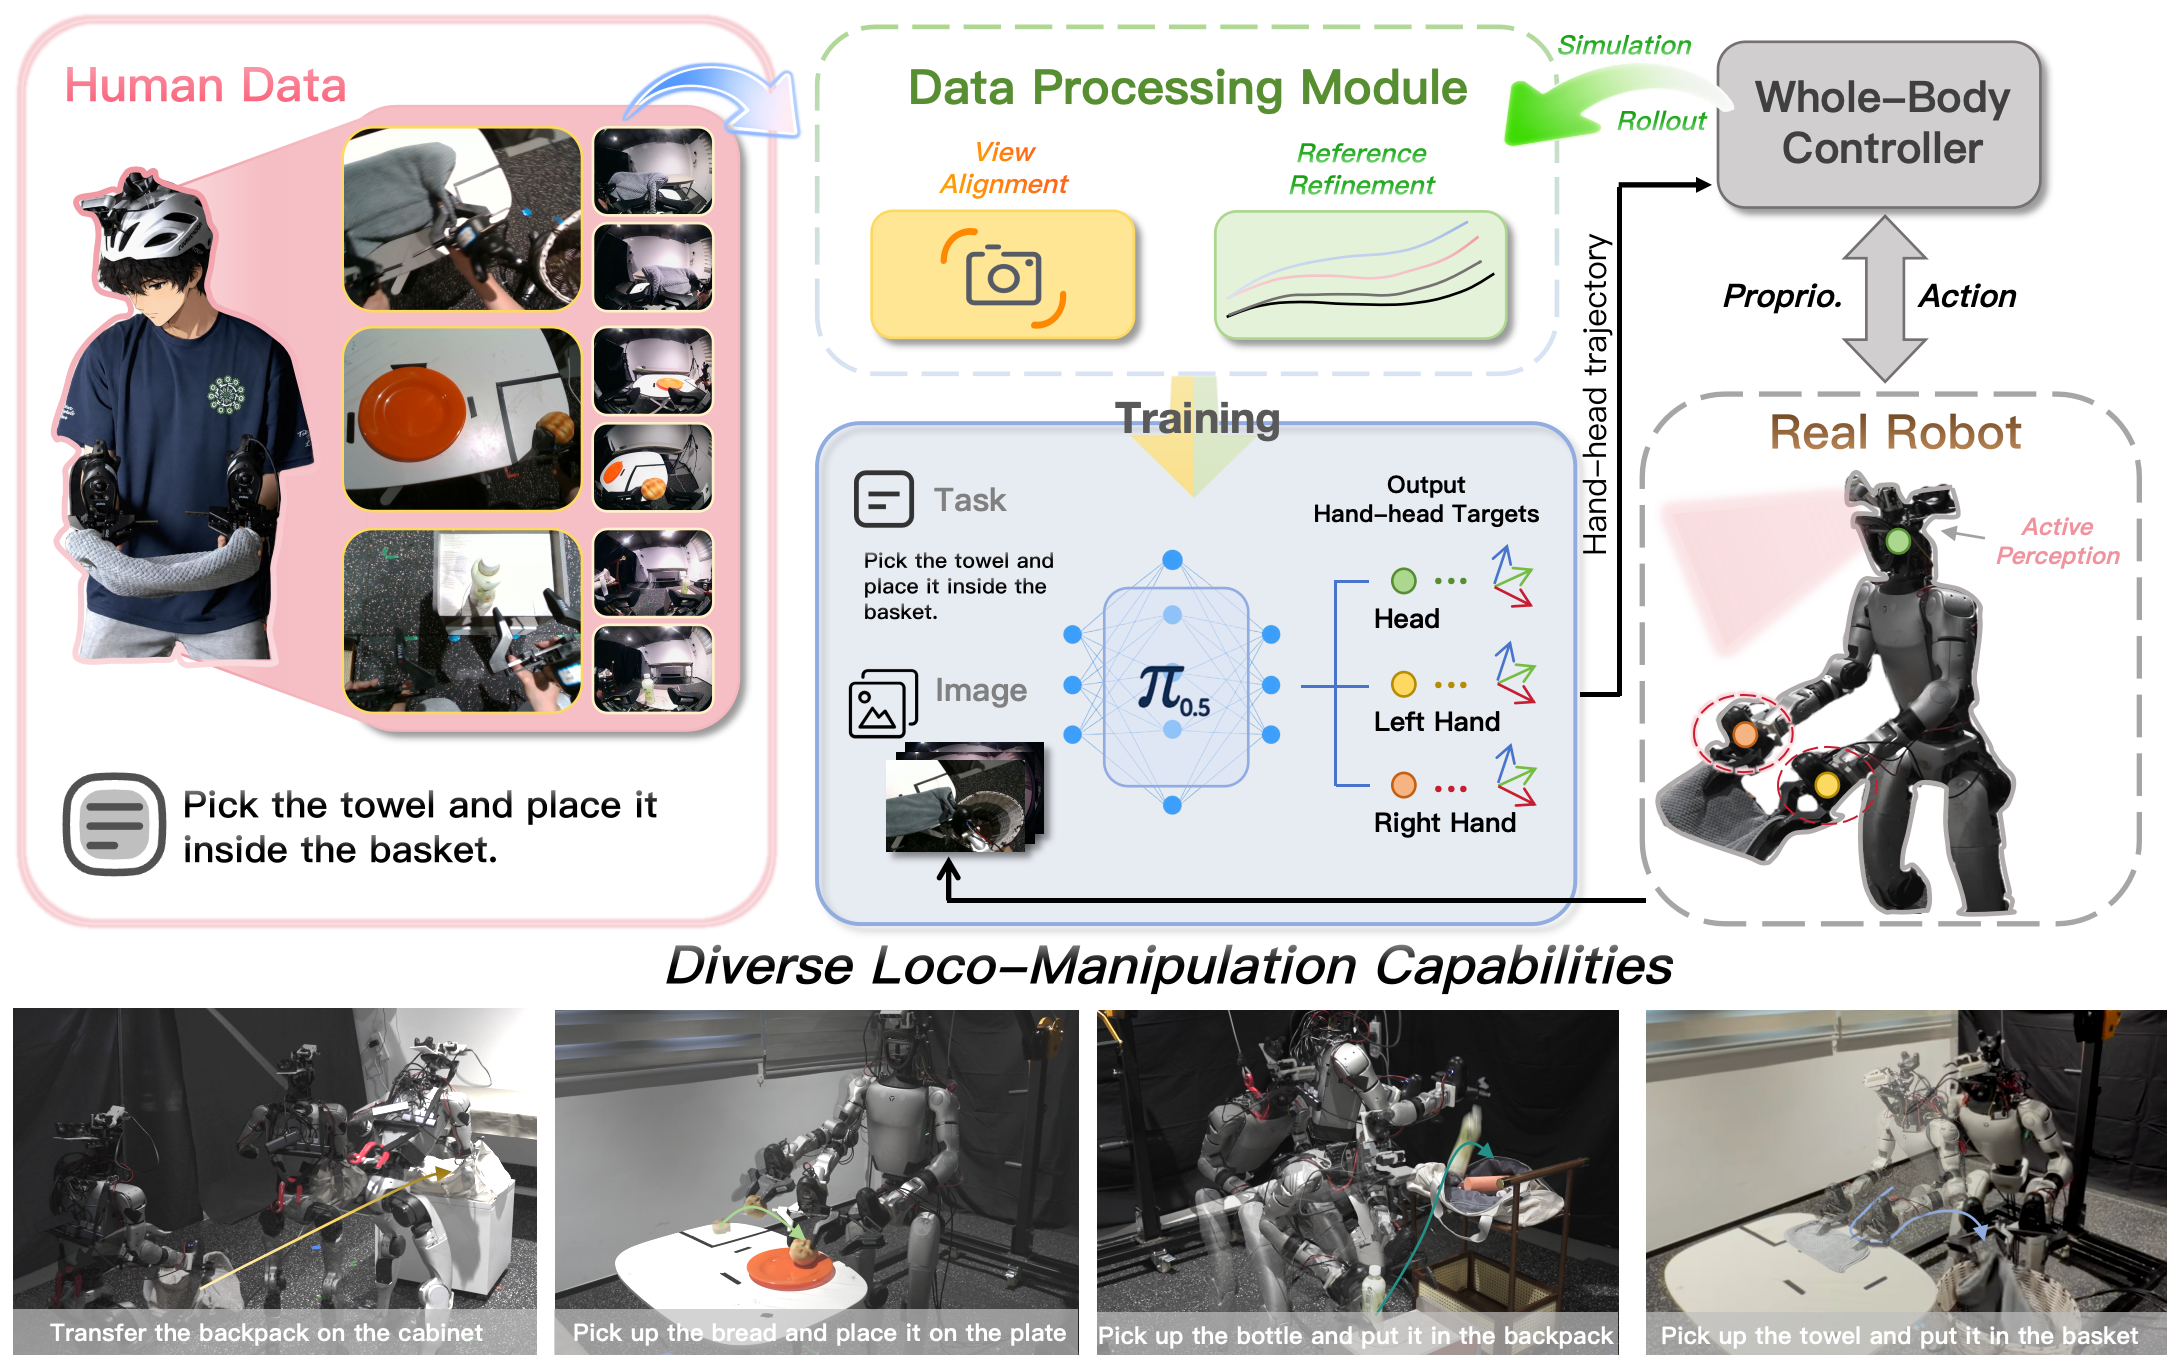 Human Data
Pick the towel and place it
inside the basket.
Data Processing Module
View
Alignment
Reference
Refinement
Simulation
Rollout
Whole-Body
Controller
Proprio.
Action
Hand-head trajectory
Training
Task
Pick the towel and
place it inside the
basket.
Image
π0.5
Output
Hand-head Targets
Head
Left Hand
Right Hand
Real Robot
Active
Perception
Diverse Loco-Manipulation Capabilities
Transfer the backpack on the cabinet
Pick up the bread and place it on the plate
Pick up the bottle and put it in the backpack
Pick up the towel and put it in the basket